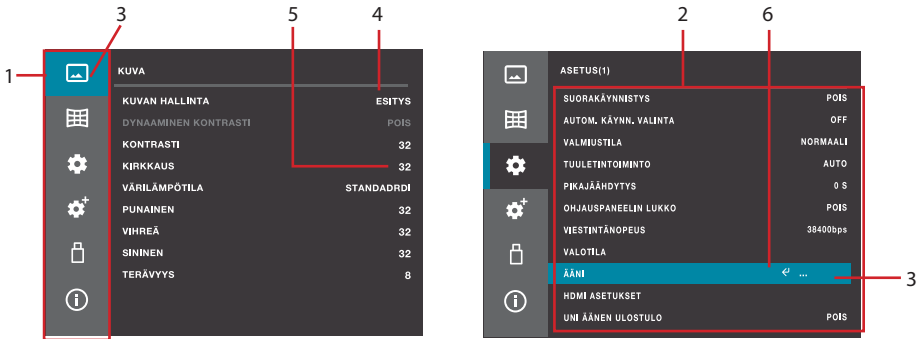 3
5
4
2
6
1
KUVA
KUVAN HALLINTA ESITYS
DYNAAMINEN KONTRASTI POIS
KONTRASTI 32
KIRKKAUS 32
VÄRILÄMPÖTILA STANDADRDI
PUNAINEN 32
VIHREÄ 32
SININEN 32
TERÄVYYS 8
ASETUS(1)
SUORAKÄYNNISTYS POIS
AUTOM. KÄYNN. VALINTA OFF
VALMIUSTILA NORMAALI
TUULETINTOIMINTO AUTO
PIKAJÄÄHDYTYS 0 S
OHJAUSPANEELIN LUKKO POIS
VIESTINTÄNOPEUS 38400bps
VALOTILA
ÄÄNI ...
3
HDMI ASETUKSET
UNI ÄÄNEN ULOSTULO POIS